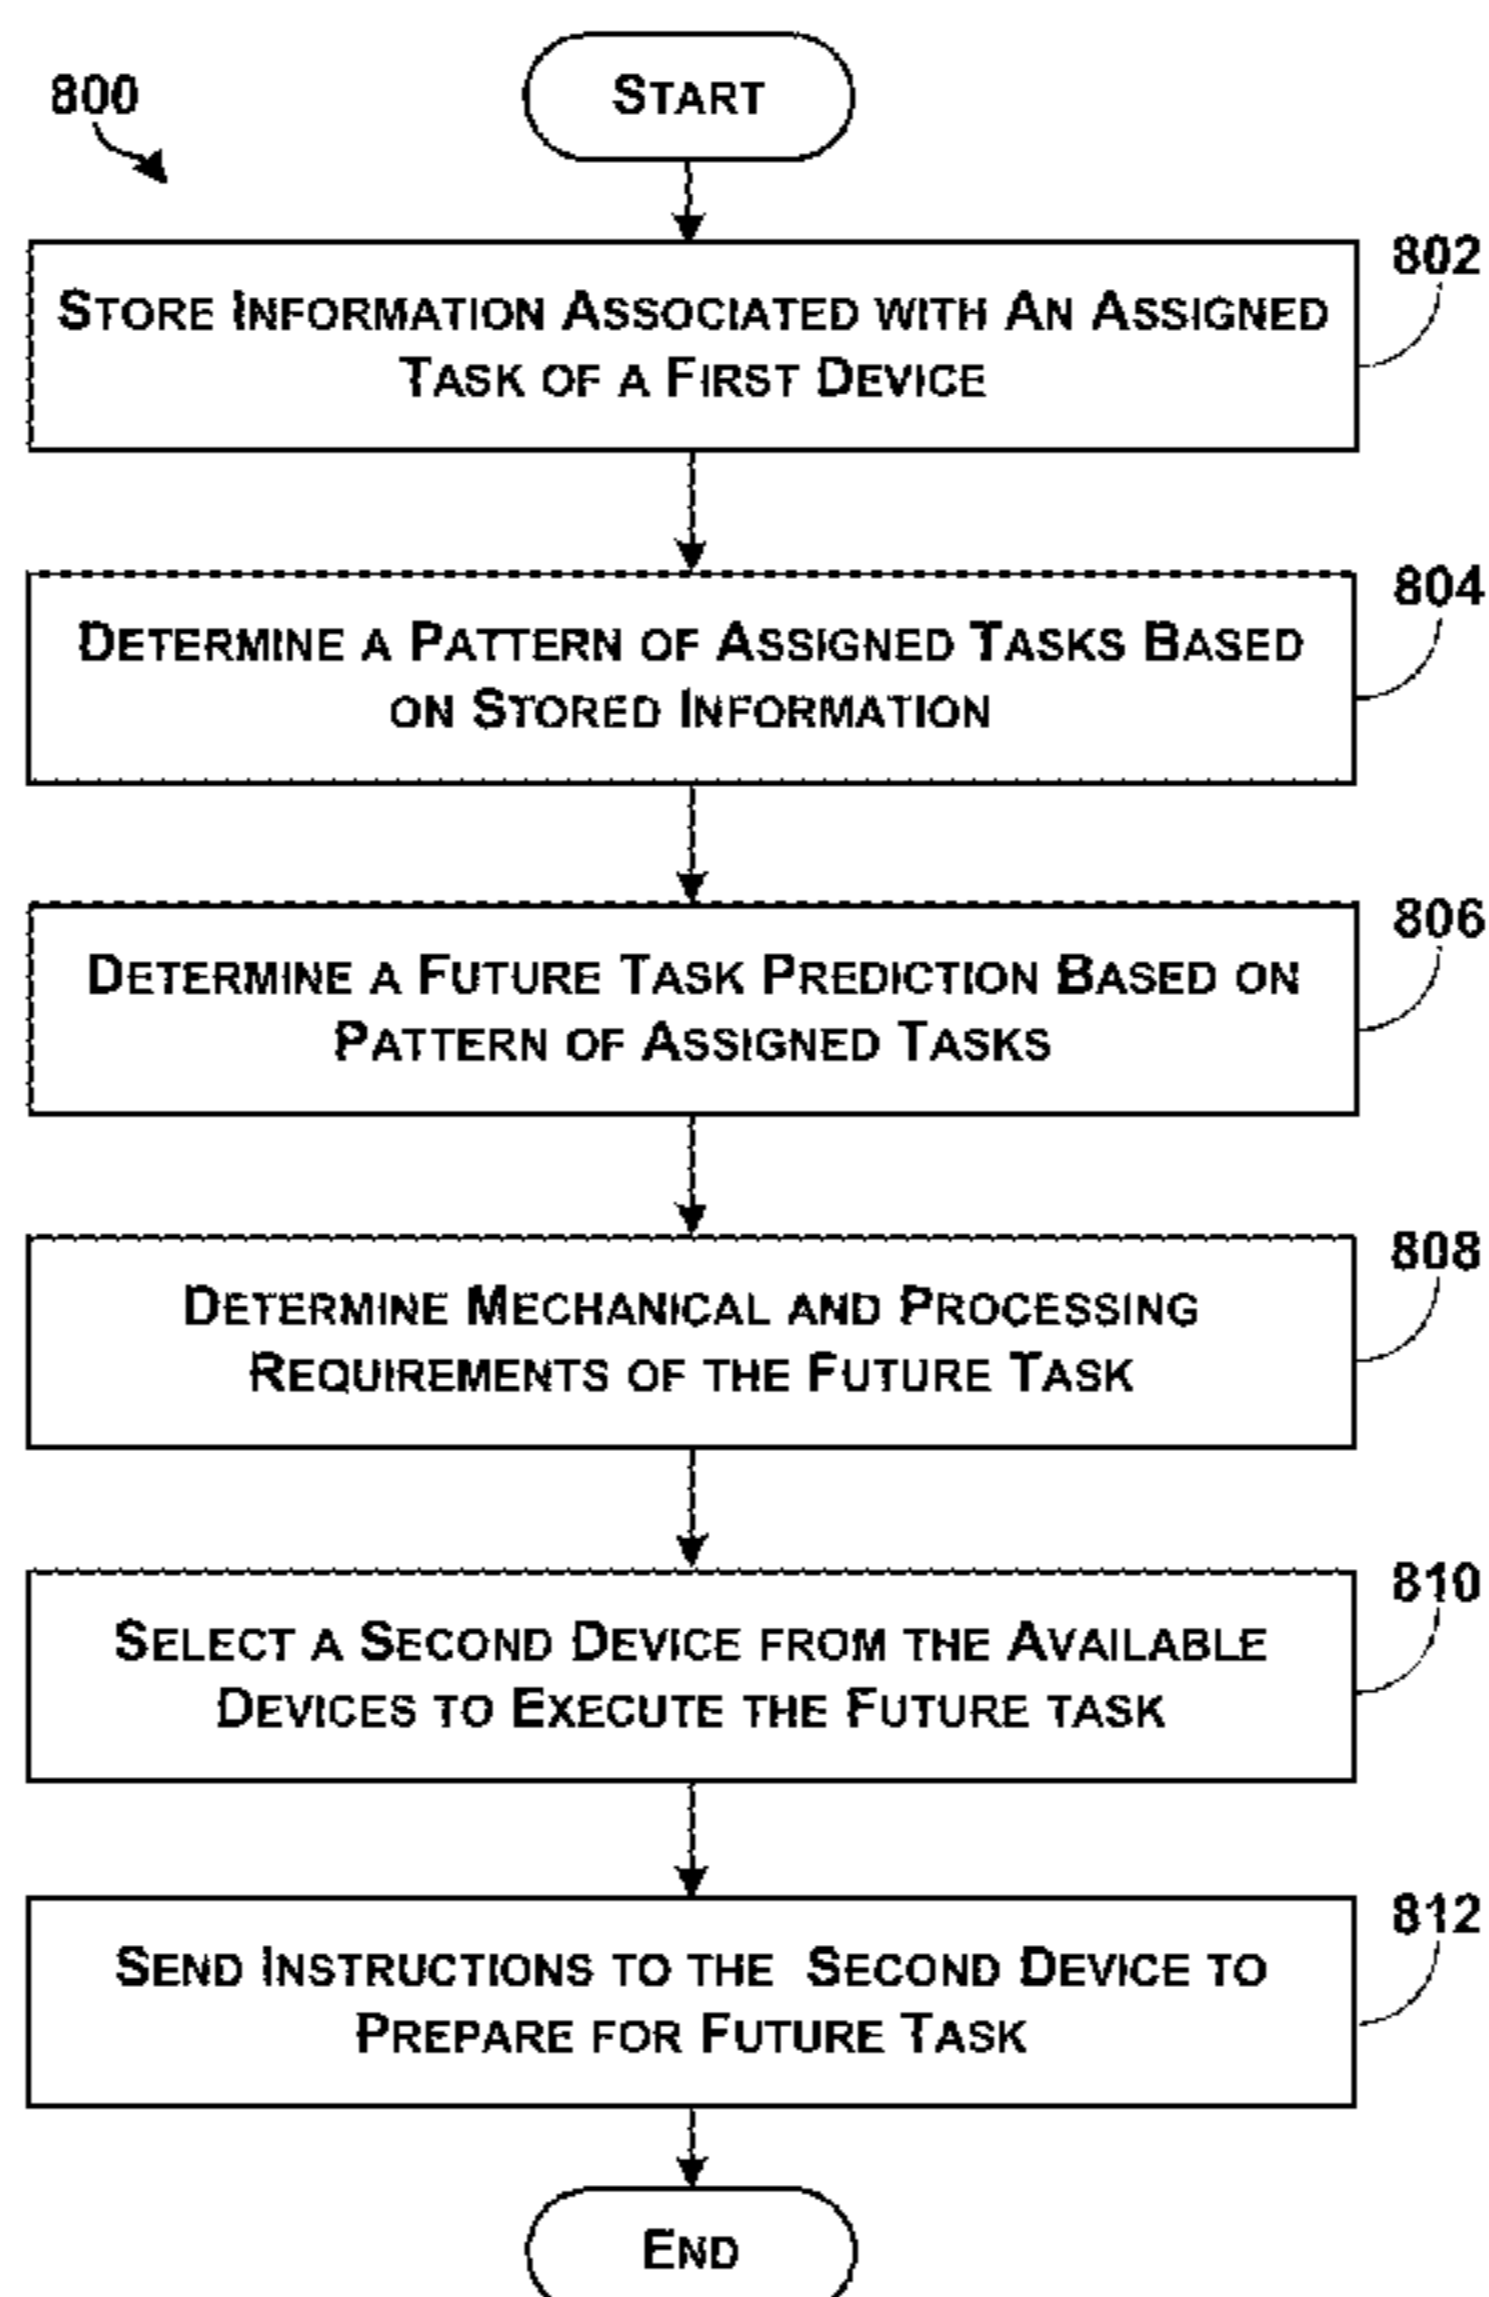 800
START
802
STORE INFORMATION ASSOCIATED WITH AN ASSIGNED
TASK OF A FIRST DEVICE
804
DETERMINE A PATTERN OF ASSIGNED TASKS BASED
ON STORED INFORMATION
806
DETERMINE A FUTURE TASK PREDICTION BASED ON
PATTERN OF ASSIGNED TASKS
808
DETERMINE MECHANICAL AND PROCESSING
REQUIREMENTS OF THE FUTURE TASK
810
SELECT A SECOND DEVICE FROM THE AVAILABLE
DEVICES TO EXECUTE THE FUTURE TASK
812
SEND INSTRUCTIONS TO THE SECOND DEVICE TO
PREPARE FOR FUTURE TASK
END